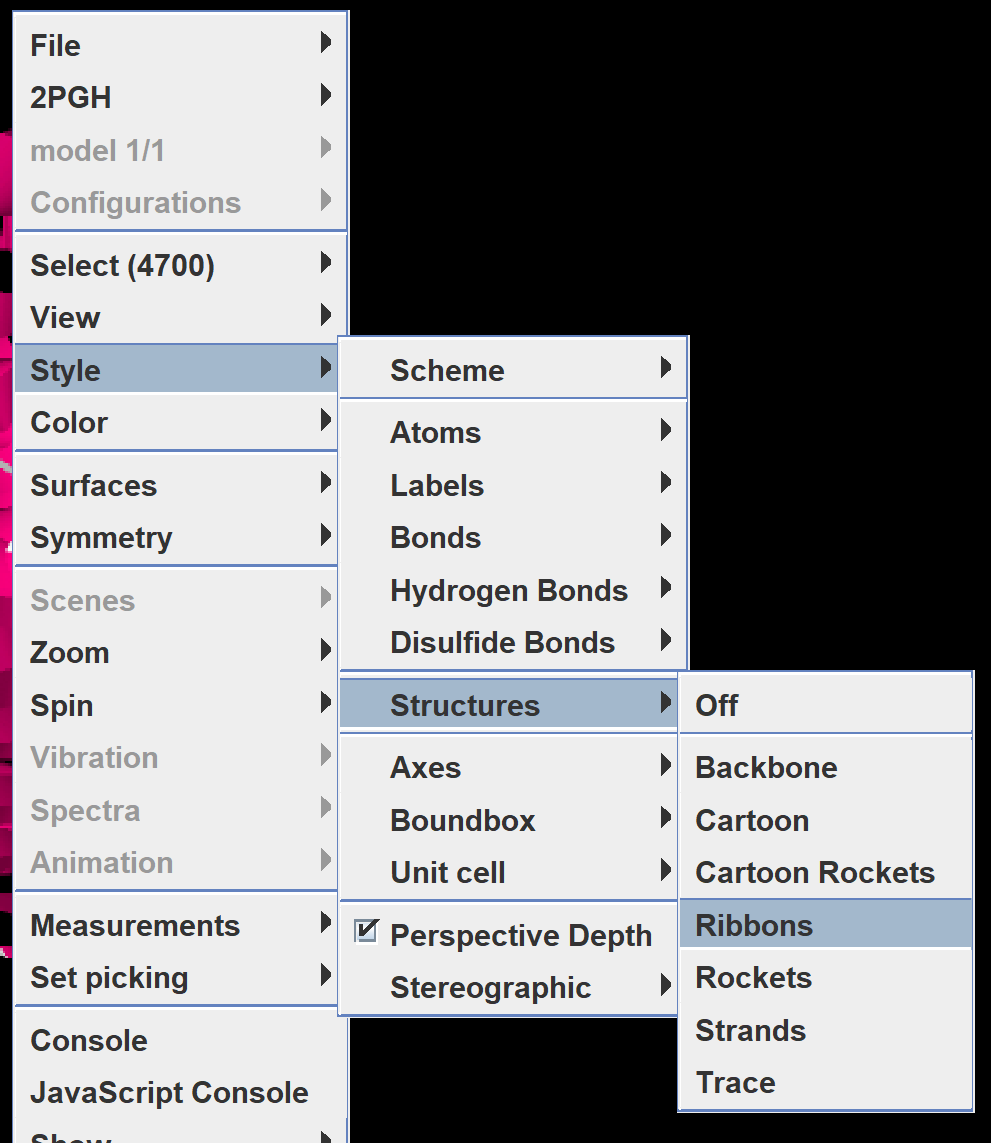 File
2PGH
model 1/1
Configurations
Select (4700)
View
Style
Color
Surfaces
Symmetry
Scenes
Zoom
Spin
Vibration
Spectra
Animation
Measurements
Set picking
Console
JavaScript Console
Show
Scheme
Atoms
Labels
Bonds
Hydrogen Bonds
Disulfide Bonds
Structures
Axes
Boundbox
Unit cell
Perspective Depth
Stereographic
Off
Backbone
Cartoon
Cartoon Rockets
Ribbons
Rockets
Strands
Trace